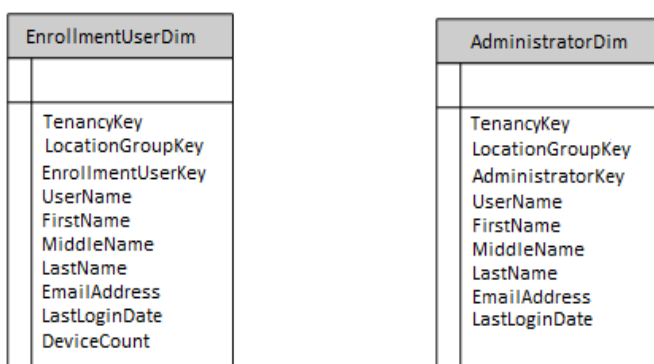 EnrollmentUserDim
TenancyKey
LocationGroupKey
EnrollmentUserKey
UserName
FirstName
MiddleName
LastName
EmailAddress
LastLoginDate
DeviceCount
AdministratorDim
TenancyKey
LocationGroupKey
AdministratorKey
UserName
FirstName
MiddleName
LastName
EmailAddress
LastLoginDate